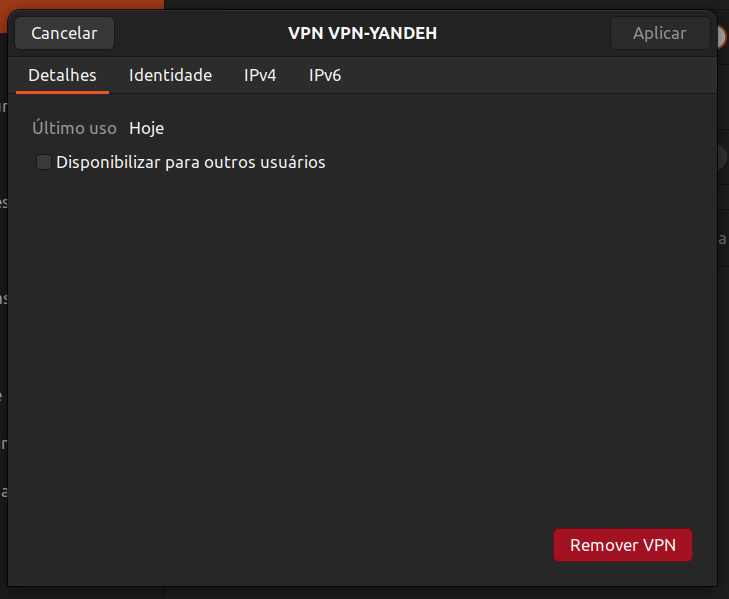 Cancelar
VPN VPN-YANDEH
Aplicar
Detalhes
Identidade
IPv4
IPv6
Último uso Hoje
Disponibilizar para outros usuários
Remover VPN